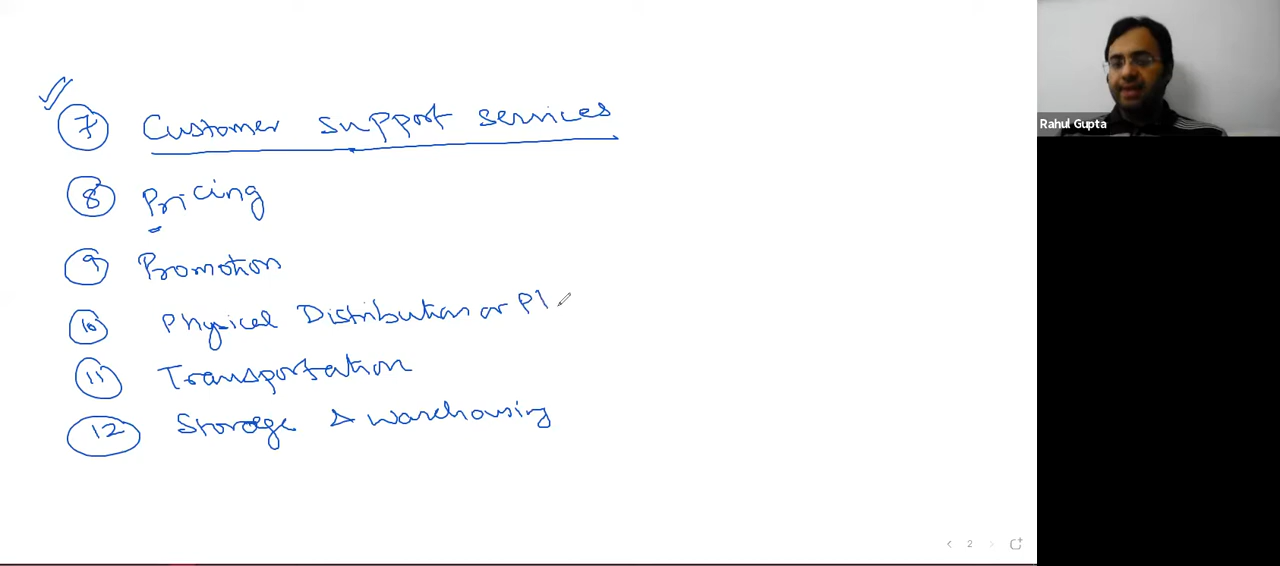 7 Customer support services
Rahul Gupta
8 Pricing
9 Promotion
10 Physical Distribution or Pl
11 Transportation
12 Storage & warehousing
2